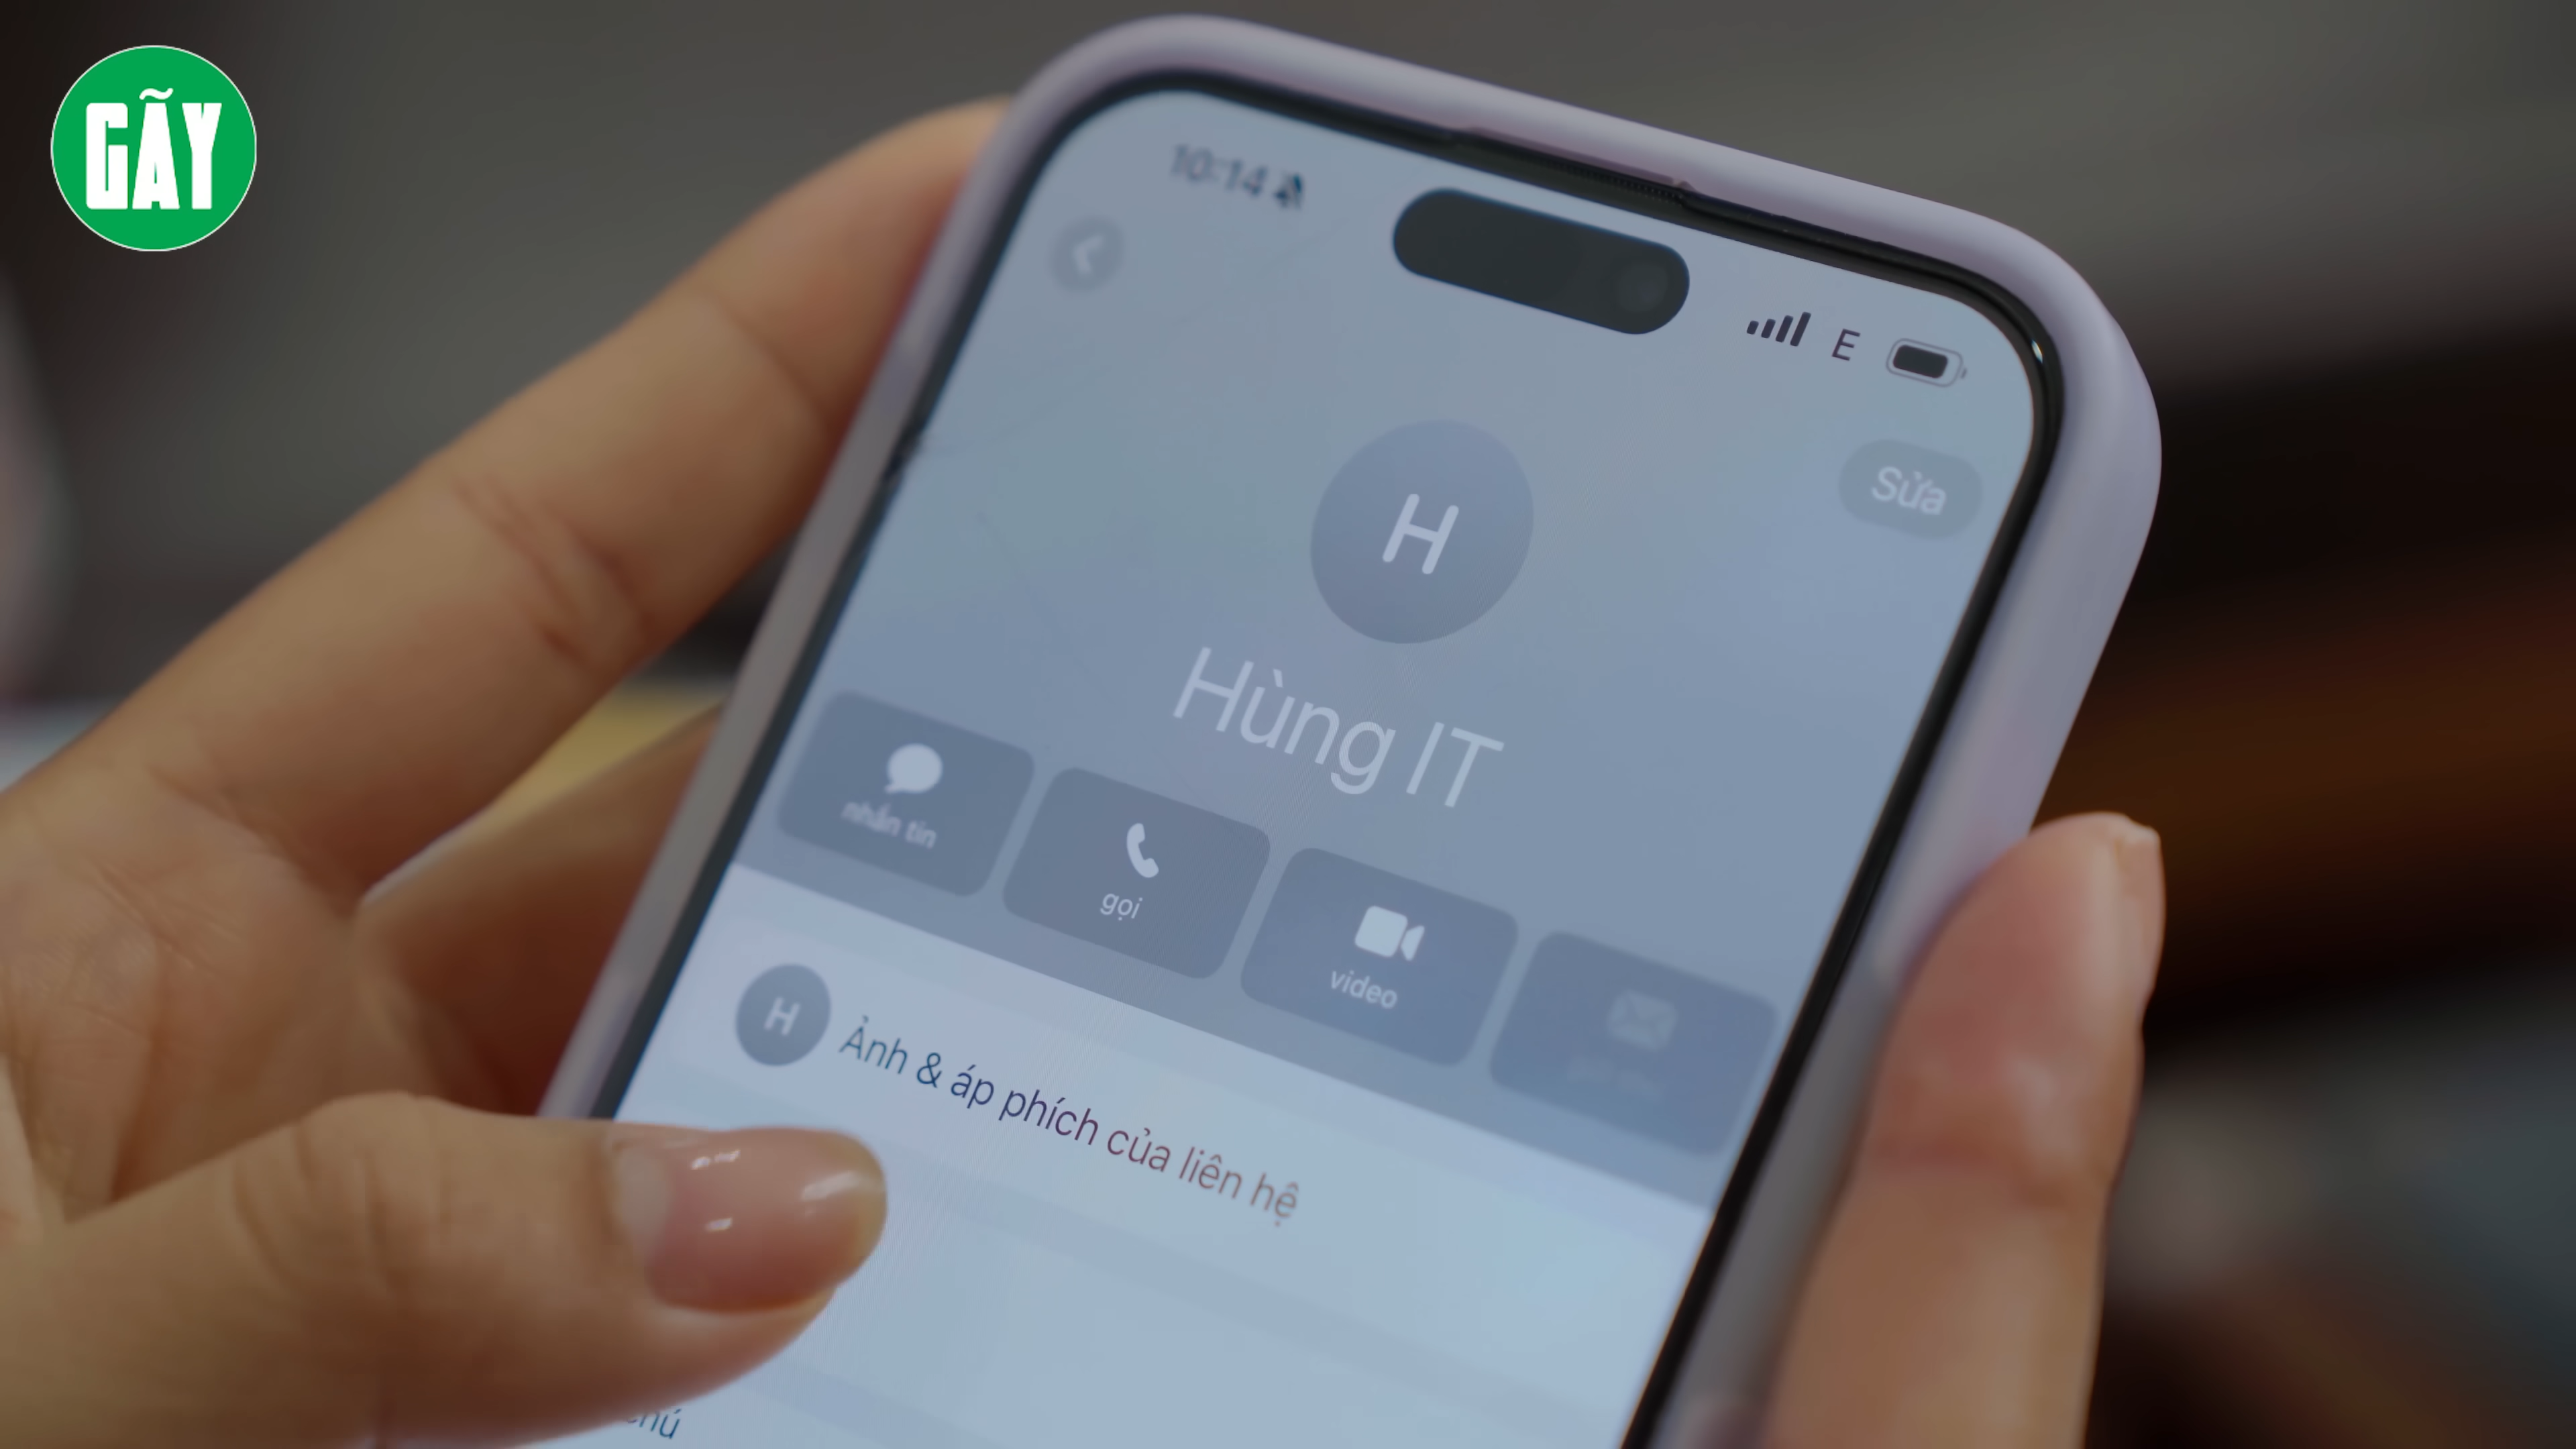 GÃY
10:14
E
Sửa
H
Hùng IT
nhắn tin
gọi
video
H
Ảnh & áp phích của liên hệ